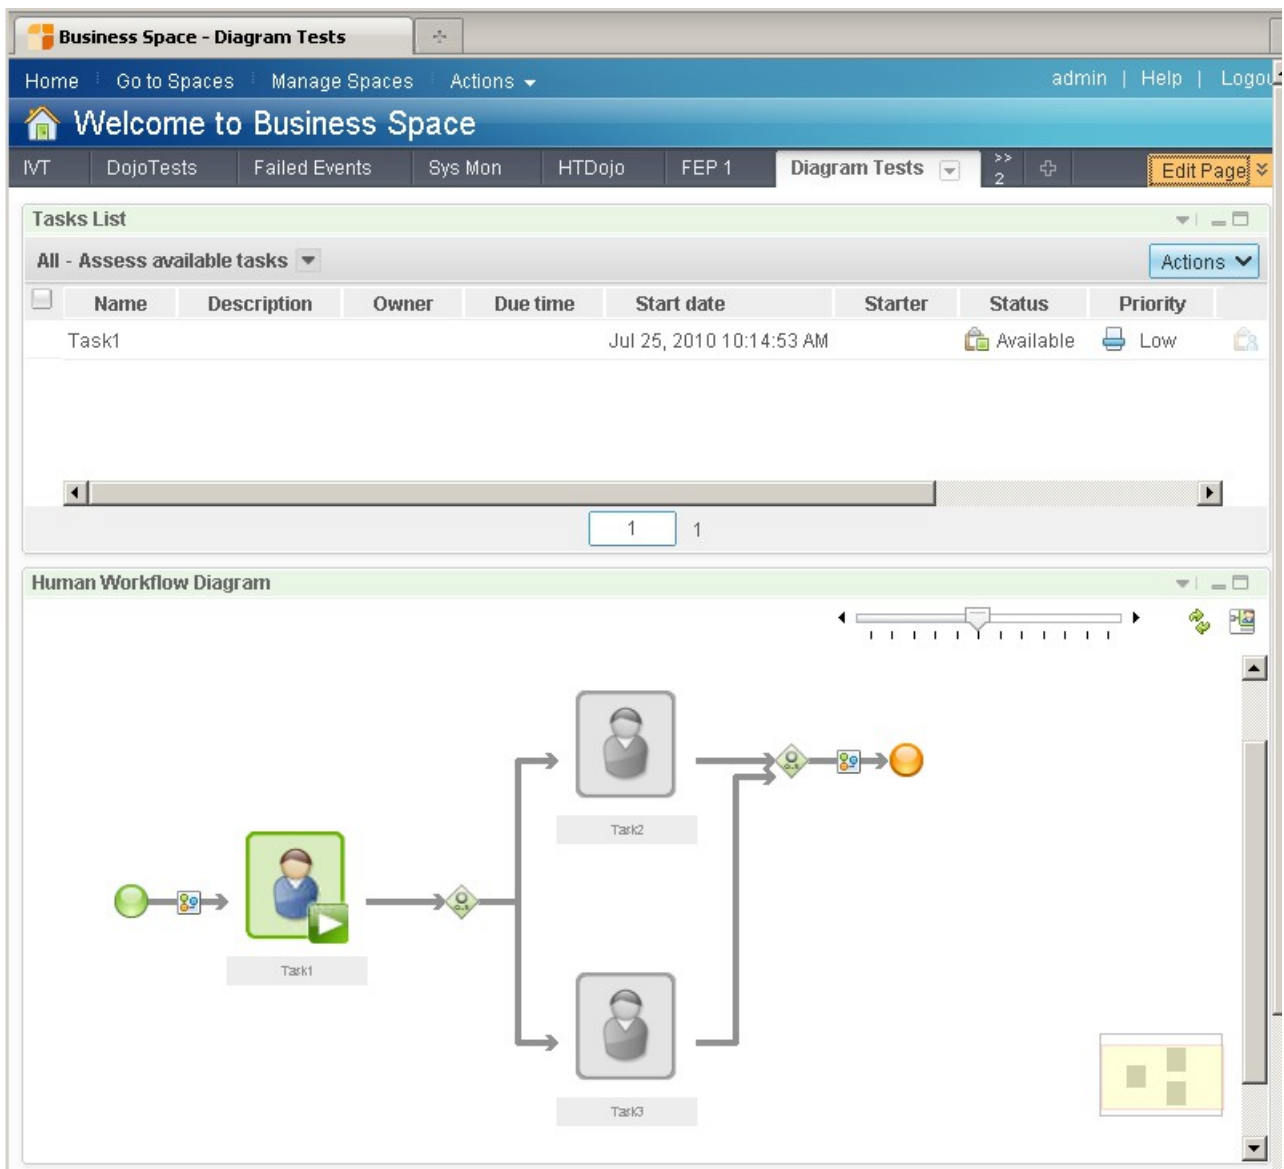 Business Space - Diagram Tests
Home Go to Spaces Manage Spaces Actions admin | Help | Logou
Welcome to Business Space
IVT DojoTests Failed Events Sys Mon HTDojo FEP 1 Diagram Tests >> 2 Edit Page
Tasks List
All - Assess available tasks Actions
Name Description Owner Due time Start date Starter Status Priority
Task1 Jul 25, 2010 10:14:53 AM Available Low
1 1
Human Workflow Diagram
Task2
Task1
Task3